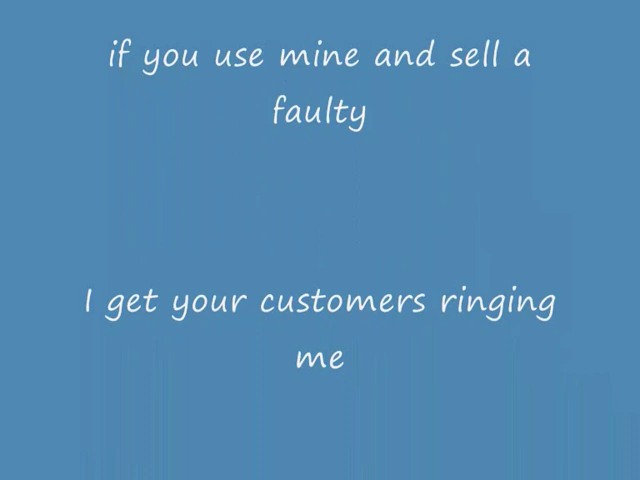 if you use mine and sell a
faulty
I get your customers ringing
me